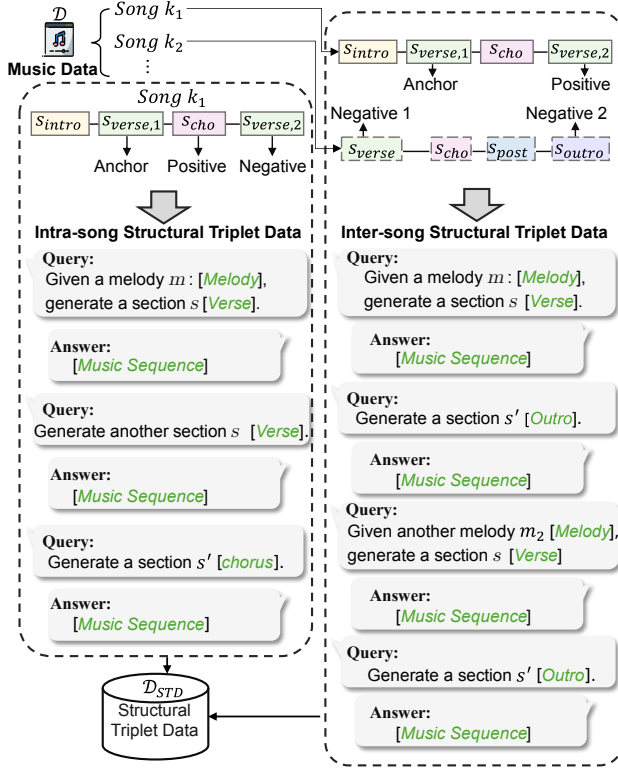 𝒟
Music Data
Song k₁
Song k₂
⋮
Song k₁
s_intro s_verse,1 s_cho s_verse,2
Anchor Positive Negative
Intra-song Structural Triplet Data
Query:
Given a melody m: [Melody],
generate a section s [Verse].
Answer:
[Music Sequence]
Query:
Generate another section s [Verse].
Answer:
[Music Sequence]
Query:
Generate a section s′ [chorus].
Answer:
[Music Sequence]
𝒟_STD
Structural
Triplet Data
s_intro s_verse,1 s_cho s_verse,2
Anchor Positive
Negative 1 Negative 2
s_verse s_cho s_post s_outro
Inter-song Structural Triplet Data
Query:
Given a melody m: [Melody],
generate a section s [Verse].
Answer:
[Music Sequence]
Query:
Generate a section s′ [Outro].
Answer:
[Music Sequence]
Query:
Given another melody m₂ [Melody],
generate a section s [Verse]
Answer:
[Music Sequence]
Query:
Generate a section s′ [Outro].
Answer:
[Music Sequence]